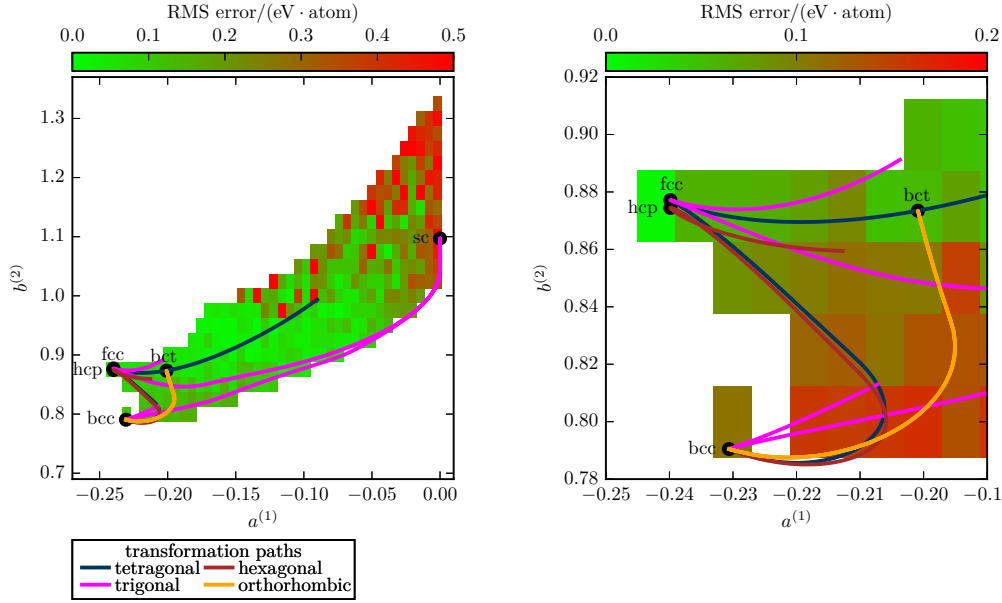 RMS error/(eV · atom)
0.0 0.1 0.2 0.3 0.4 0.5
1.3
1.2
1.1
1.0
0.9
0.8
0.7
b(2)
sc
fcc
bct
hcp
bcc
−0.25 −0.20 −0.15 −0.10 −0.05 0.00
a(1)
RMS error/(eV · atom)
0.0 0.1 0.2
0.92
0.90
0.88
0.86
0.84
0.82
0.80
0.78
b(2)
fcc
bct
hcp
bcc
−0.25 −0.24 −0.23 −0.22 −0.21 −0.20 −0.1
a(1)
transformation paths
tetragonal hexagonal
trigonal orthorhombic